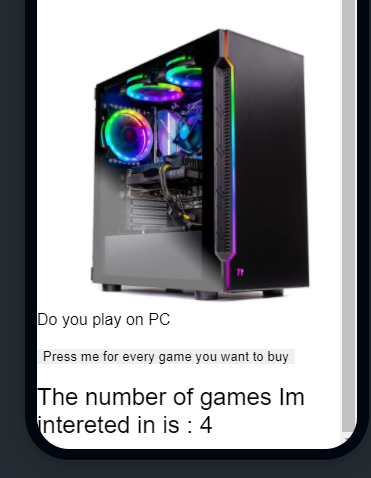 Do you play on PC
Press me for every game you want to buy
The number of games Im
intereted in is : 4